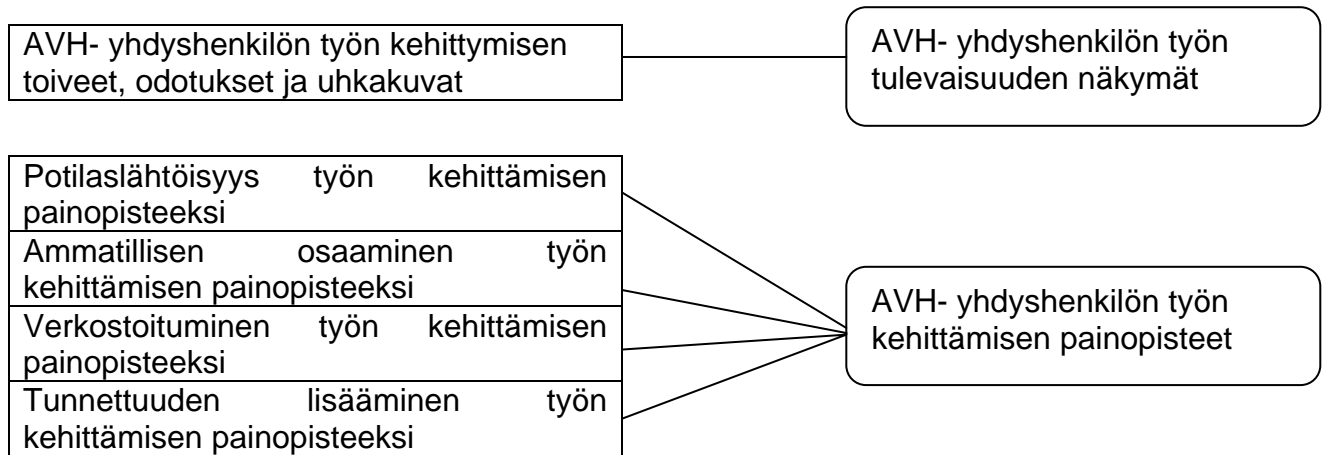 AVH- yhdyshenkilön työn kehittymisen
toiveet, odotukset ja uhkakuvat
AVH- yhdyshenkilön työn
tulevaisuuden näkymät
Potilaslähtöisyys työn kehittämisen
painopisteeksi
Ammatillisen osaaminen työn
kehittämisen painopisteeksi
Verkostoituminen työn kehittämisen
painopisteeksi
Tunnettuuden lisääminen työn
kehittämisen painopisteeksi
AVH- yhdyshenkilön työn
kehittämisen painopisteet